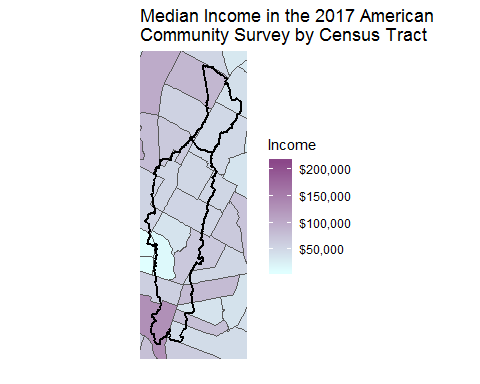 Median Income in the 2017 American
Community Survey by Census Tract
Income
$200,000
$150,000
$100,000
$50,000